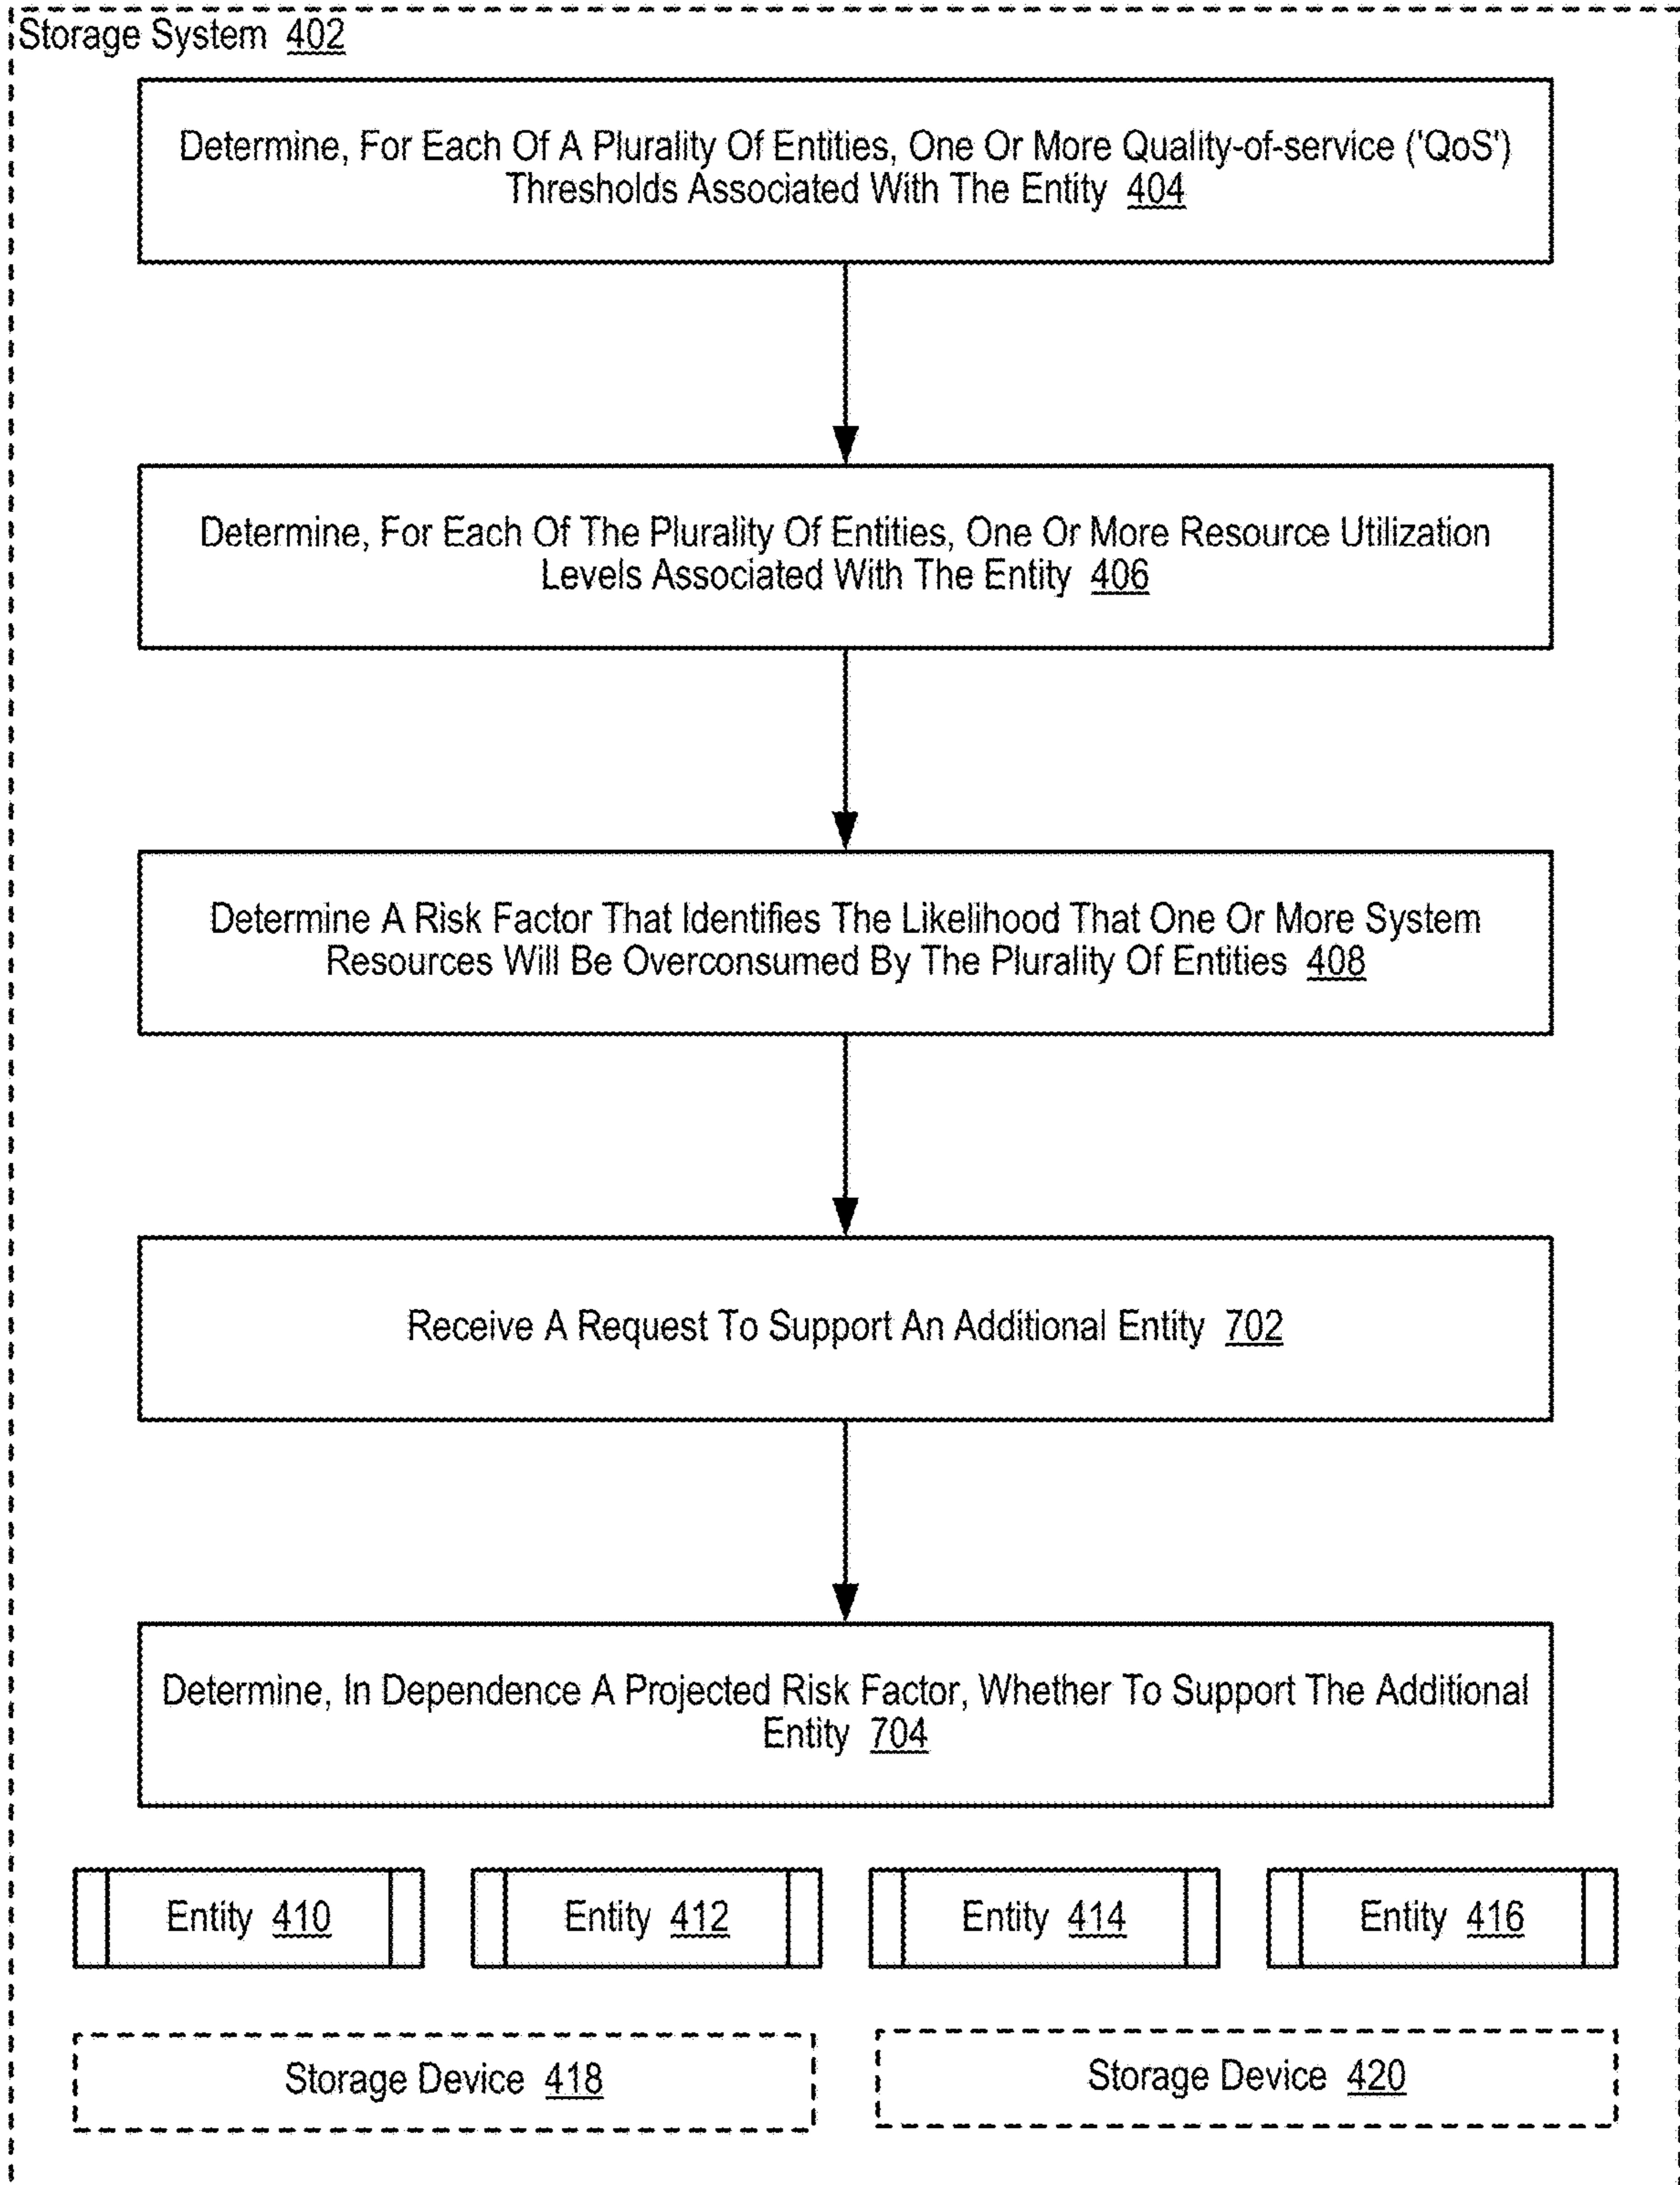 Storage System 402
Determine, For Each Of A Plurality Of Entities, One Or More Quality-of-service ('QoS')
Thresholds Associated With The Entity 404
Determine, For Each Of The Plurality Of Entities, One Or More Resource Utilization
Levels Associated With The Entity 406
Determine A Risk Factor That Identifies The Likelihood That One Or More System
Resources Will Be Overconsumed By The Plurality Of Entities 408
Receive A Request To Support An Additional Entity 702
Determine, In Dependence A Projected Risk Factor, Whether To Support The Additional
Entity 704
Entity 410
Entity 412
Entity 414
Entity 416
Storage Device 418
Storage Device 420